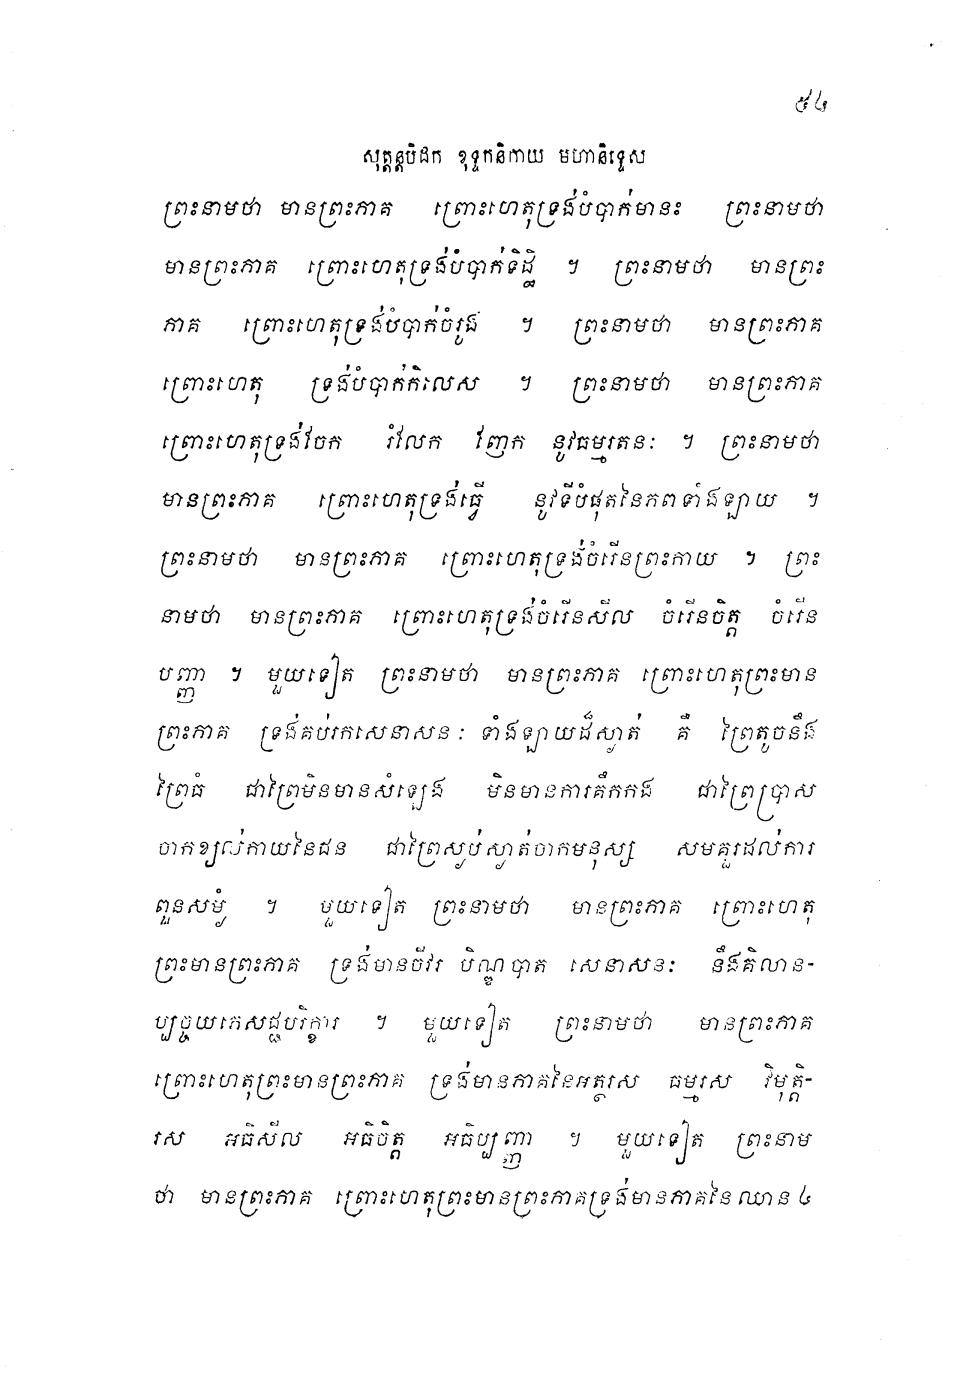 ៥៤
សុត្តន្តបិដក ខុទ្ទកនិកាយ មហានិទ្ទេស
ព្រះនាមថា មានព្រះភាគ ព្រោះហេតុទ្រង់បំបាក់មានះ ព្រះនាមថា
មានព្រះភាគ ព្រោះហេតុទ្រង់បំបាក់ទិដ្ឋិ ។ ព្រះនាមថា មានព្រះ
ភាគ ព្រោះហេតុទ្រង់បំបាក់ចំរូង ។ ព្រះនាមថា មានព្រះភាគ
ព្រោះហេតុ ទ្រង់បំបាក់កិលេស ។ ព្រះនាមថា មានព្រះភាគ
ព្រោះហេតុទ្រង់ចែក រំលែក ញែក នូវធម្មរតនៈ ។ ព្រះនាមថា
មានព្រះភាគ ព្រោះហេតុទ្រង់ធ្វើ នូវទីបំផុតនៃភពទាំងឡាយ ។
ព្រះនាមថា មានព្រះភាគ ព្រោះហេតុទ្រង់ចំរើនព្រះកាយ ។ ព្រះ
នាមថា មានព្រះភាគ ព្រោះហេតុទ្រង់ចំរើនសីល ចំរើនចិត្ត ចំរើន
បញ្ញា ។ មួយទៀត ព្រះនាមថា មានព្រះភាគ ព្រោះហេតុព្រះមាន
ព្រះភាគ ទ្រង់គប់រកសេនាសនៈ ទាំងឡាយដ៏ស្ងាត់ គឺ ព្រៃតូចនឹង
ព្រៃធំ ជាព្រៃមិនមានសំឡេង មិនមានការគឹកកង ជាព្រៃប្រាស
ចាកខ្យល់កាយនៃជន ជាព្រៃស្ងប់ស្ងាត់ចាកមនុស្ស សមគួរដល់ការ
ពួនសម្ងំ ។ មួយទៀត ព្រះនាមថា មានព្រះភាគ ព្រោះហេតុ
ព្រះមានព្រះភាគ ទ្រង់មានចីវរ បិណ្ឌបាត សេនាសនៈ នឹងគិលាន-
ប្បច្ចយភេសជ្ជបរិក្ខារ ។ មួយទៀត ព្រះនាមថា មានព្រះភាគ
ព្រោះហេតុព្រះមានព្រះភាគ ទ្រង់មានភាគនៃអត្ថរស ធម្មរស វិមុត្តិ-
រស អធិសីល អធិចិត្ត អធិប្បញ្ញា ។ មួយទៀត ព្រះនាម
ថា មានព្រះភាគ ព្រោះហេតុព្រះមានព្រះភាគទ្រង់មានភាគនៃឈាន ៤